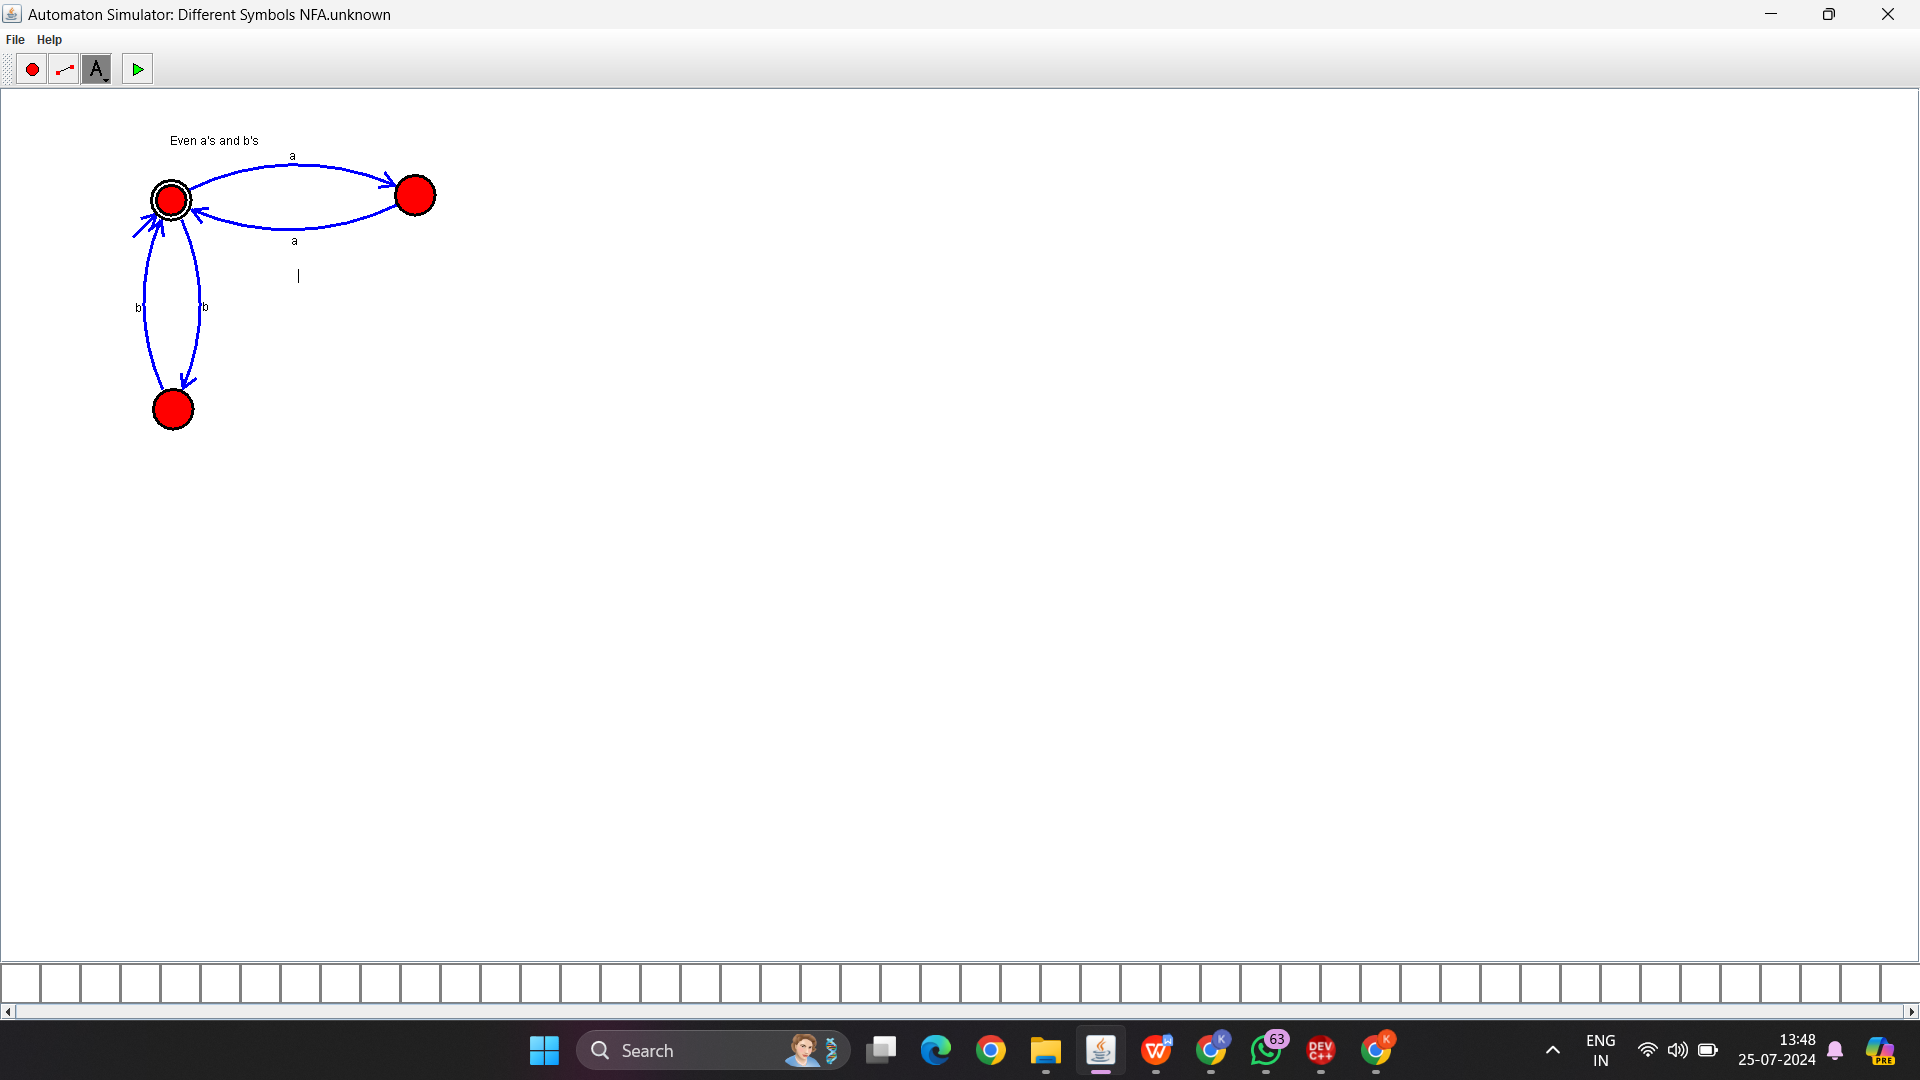 Automaton Simulator: Different Symbols NFA.unknown
File Help
A
Even a's and b's
a
a
b b
Search
W
K
63
DEV
C++
K
ENG
IN
13:48
25-07-2024
PRE